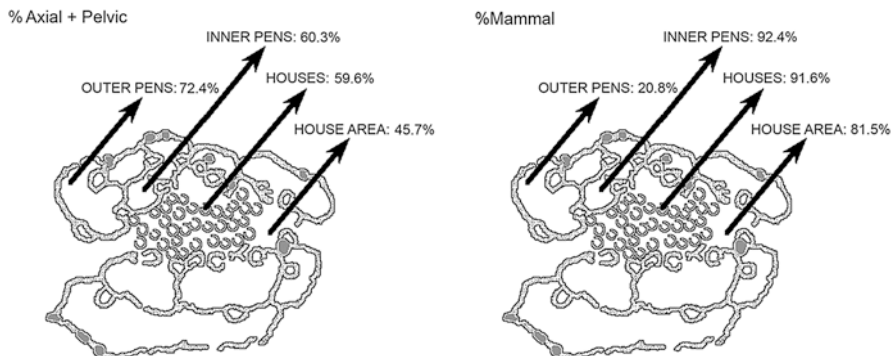 % Axial + Pelvic
INNER PENS: 60.3%
HOUSES: 59.6%
OUTER PENS: 72.4%
HOUSE AREA: 45.7%
%Mammal
INNER PENS: 92.4%
HOUSES: 91.6%
OUTER PENS: 20.8%
HOUSE AREA: 81.5%